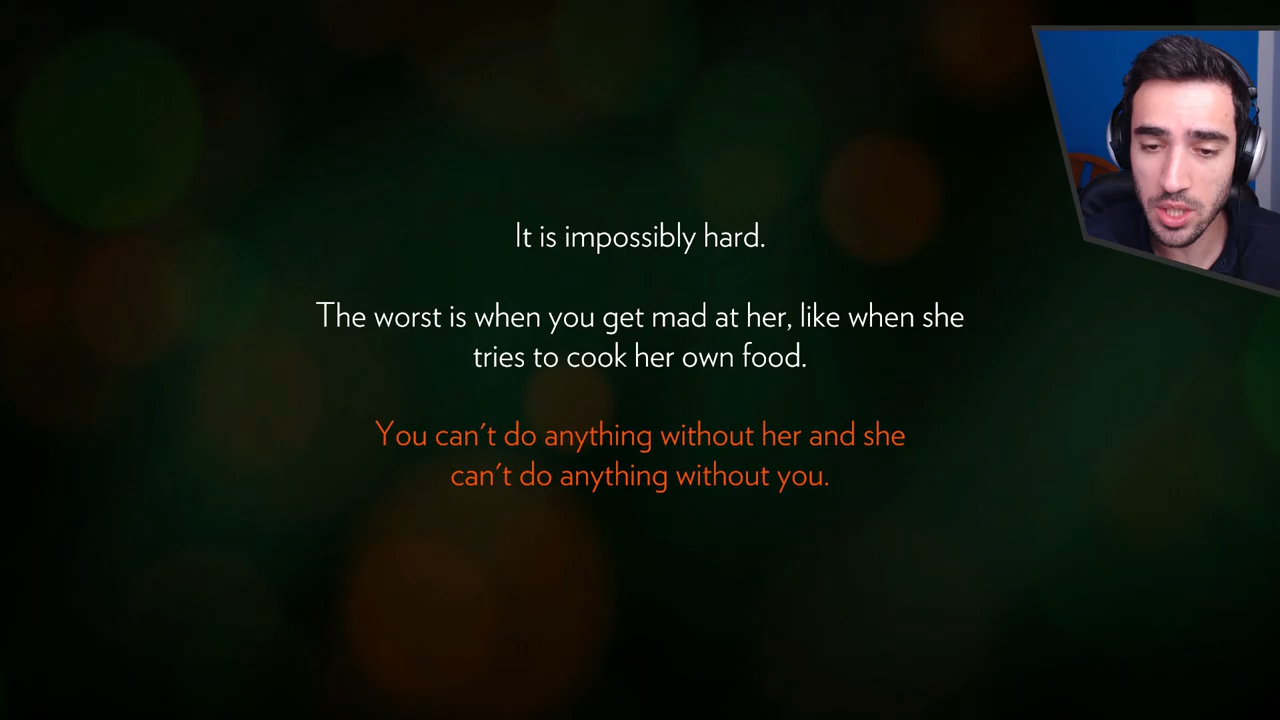 It is impossibly hard.
The worst is when you get mad at her, like when she
tries to cook her own food.
You can't do anything without her and she
can't do anything without you.